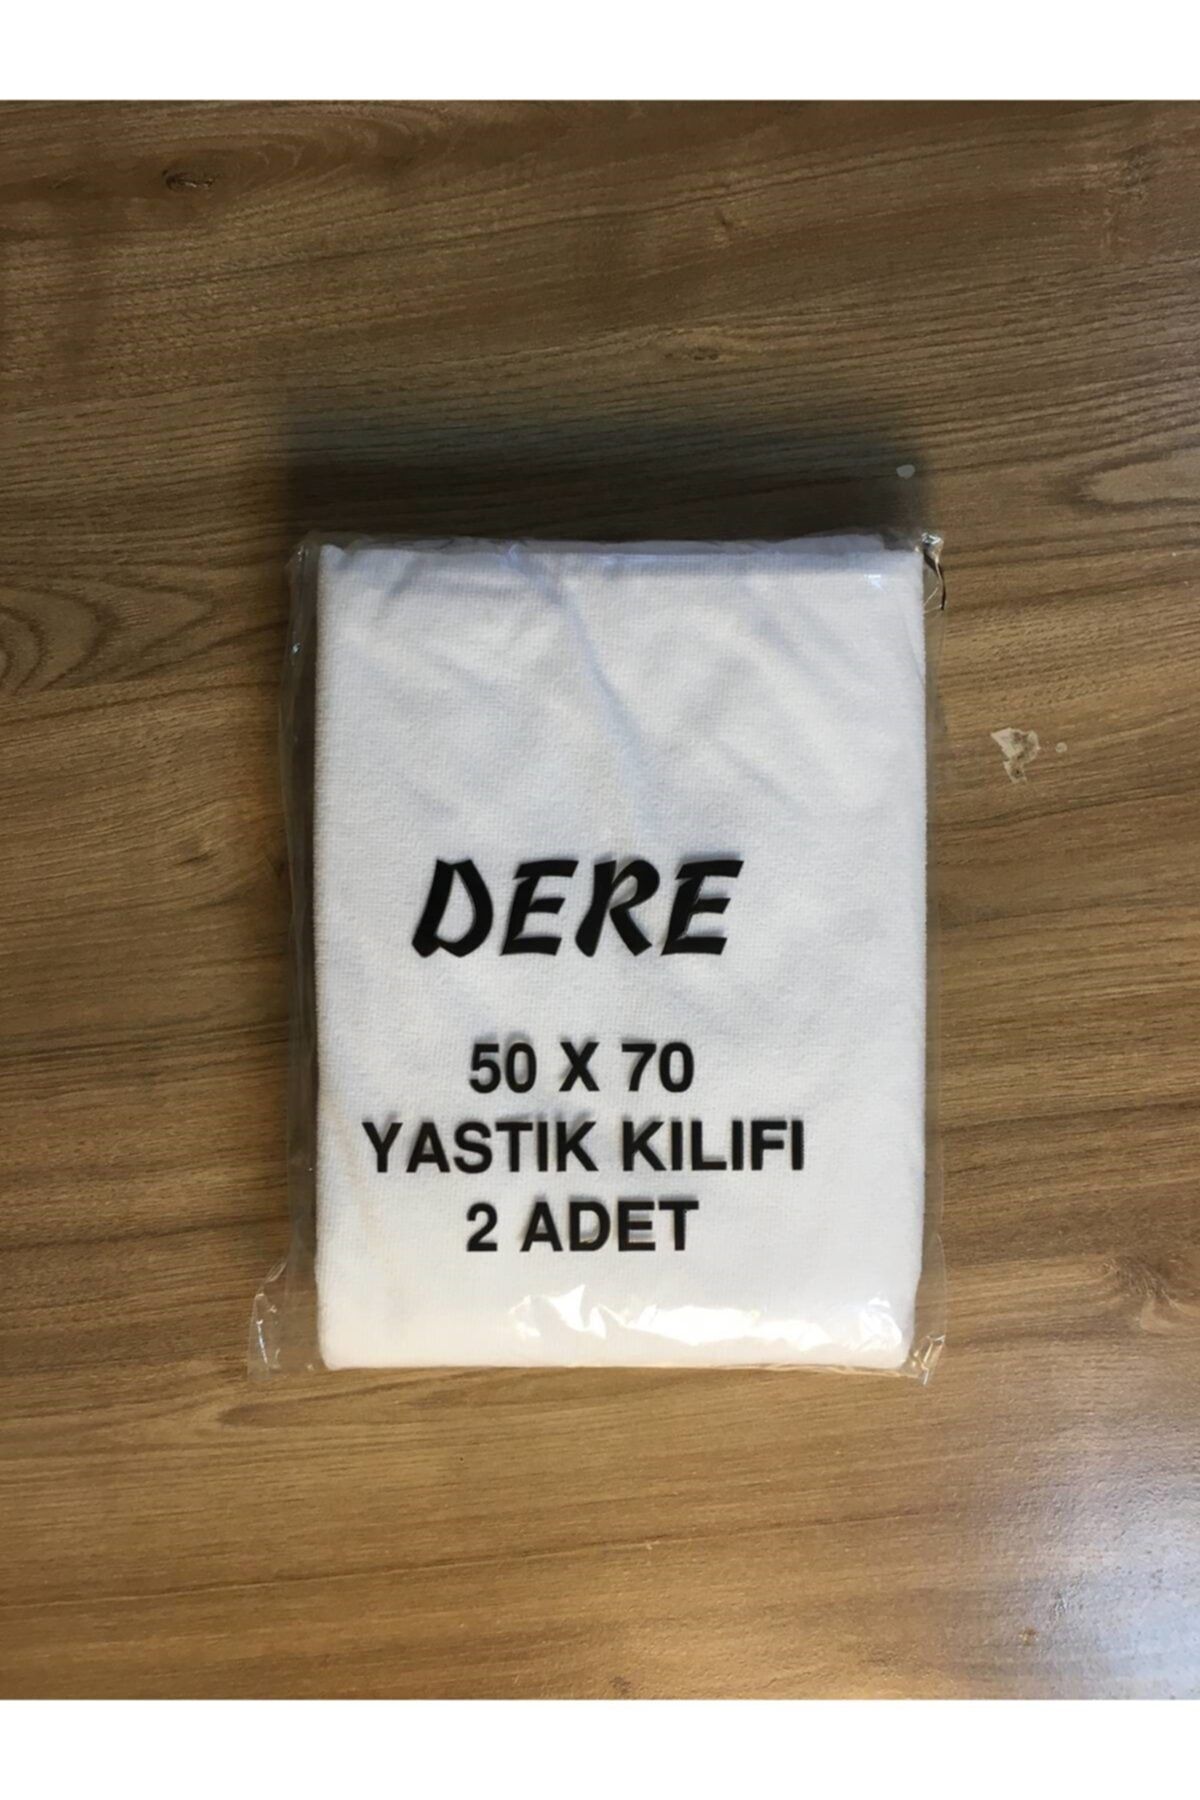 DERE
50 X 70
YASTIK KILIFI
2 ADET